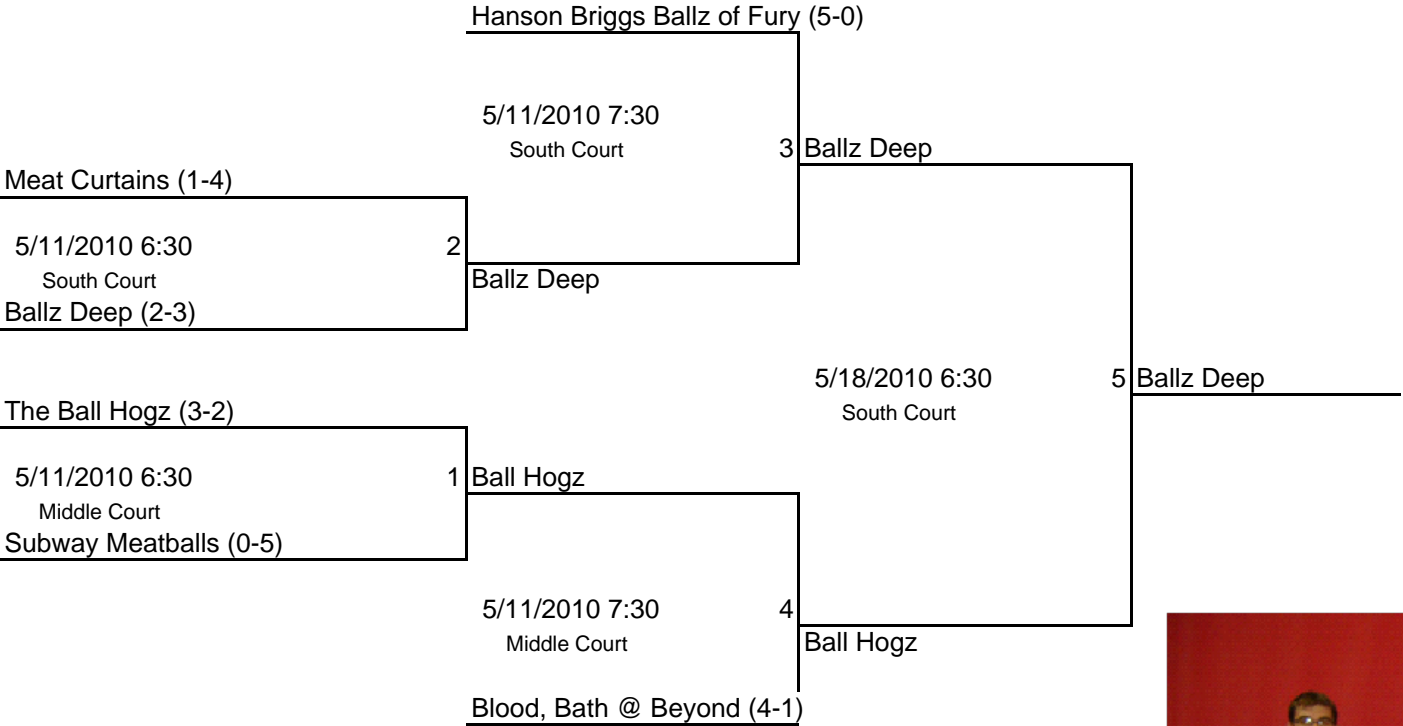 Hanson Briggs Ballz of Fury (5-0)
5/11/2010 7:30
South Court
3 Ballz Deep
Meat Curtains (1-4)
5/11/2010 6:30
2
South Court
Ballz Deep
Ballz Deep (2-3)
5/18/2010 6:30
5 Ballz Deep
South Court
The Ball Hogz (3-2)
5/11/2010 6:30
1 Ball Hogz
Middle Court
Subway Meatballs (0-5)
5/11/2010 7:30
4
Middle Court
Ball Hogz
Blood, Bath @ Beyond (4-1)